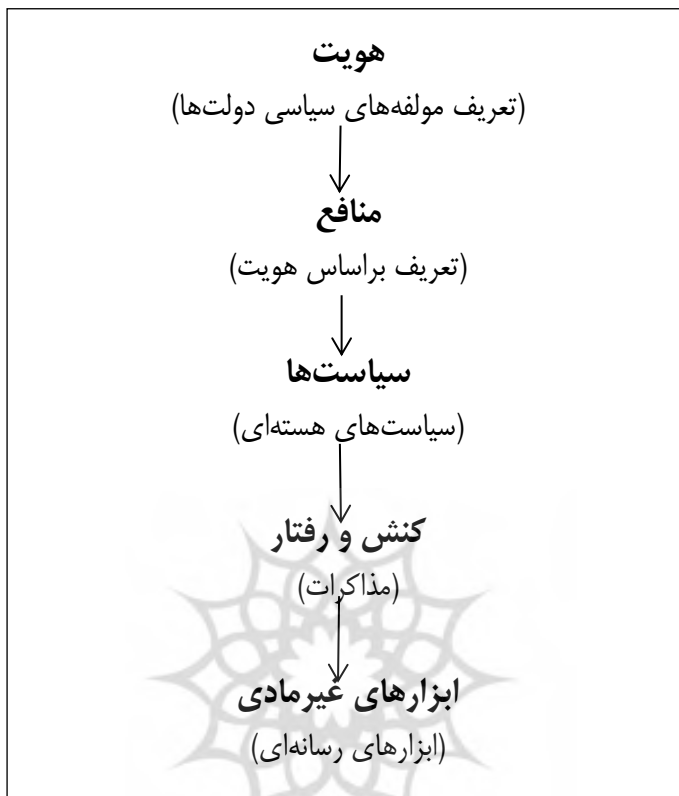 هویت
(تعریف مولفه‌های سیاسی دولت‌ها)
منافع
(تعریف براساس هویت)
سیاست‌ها
(سیاست‌های هسته‌ای)
کنش و رفتار
(مذاکرات)
ابزارهای غیرمادی
(ابزارهای رسانه‌ای)